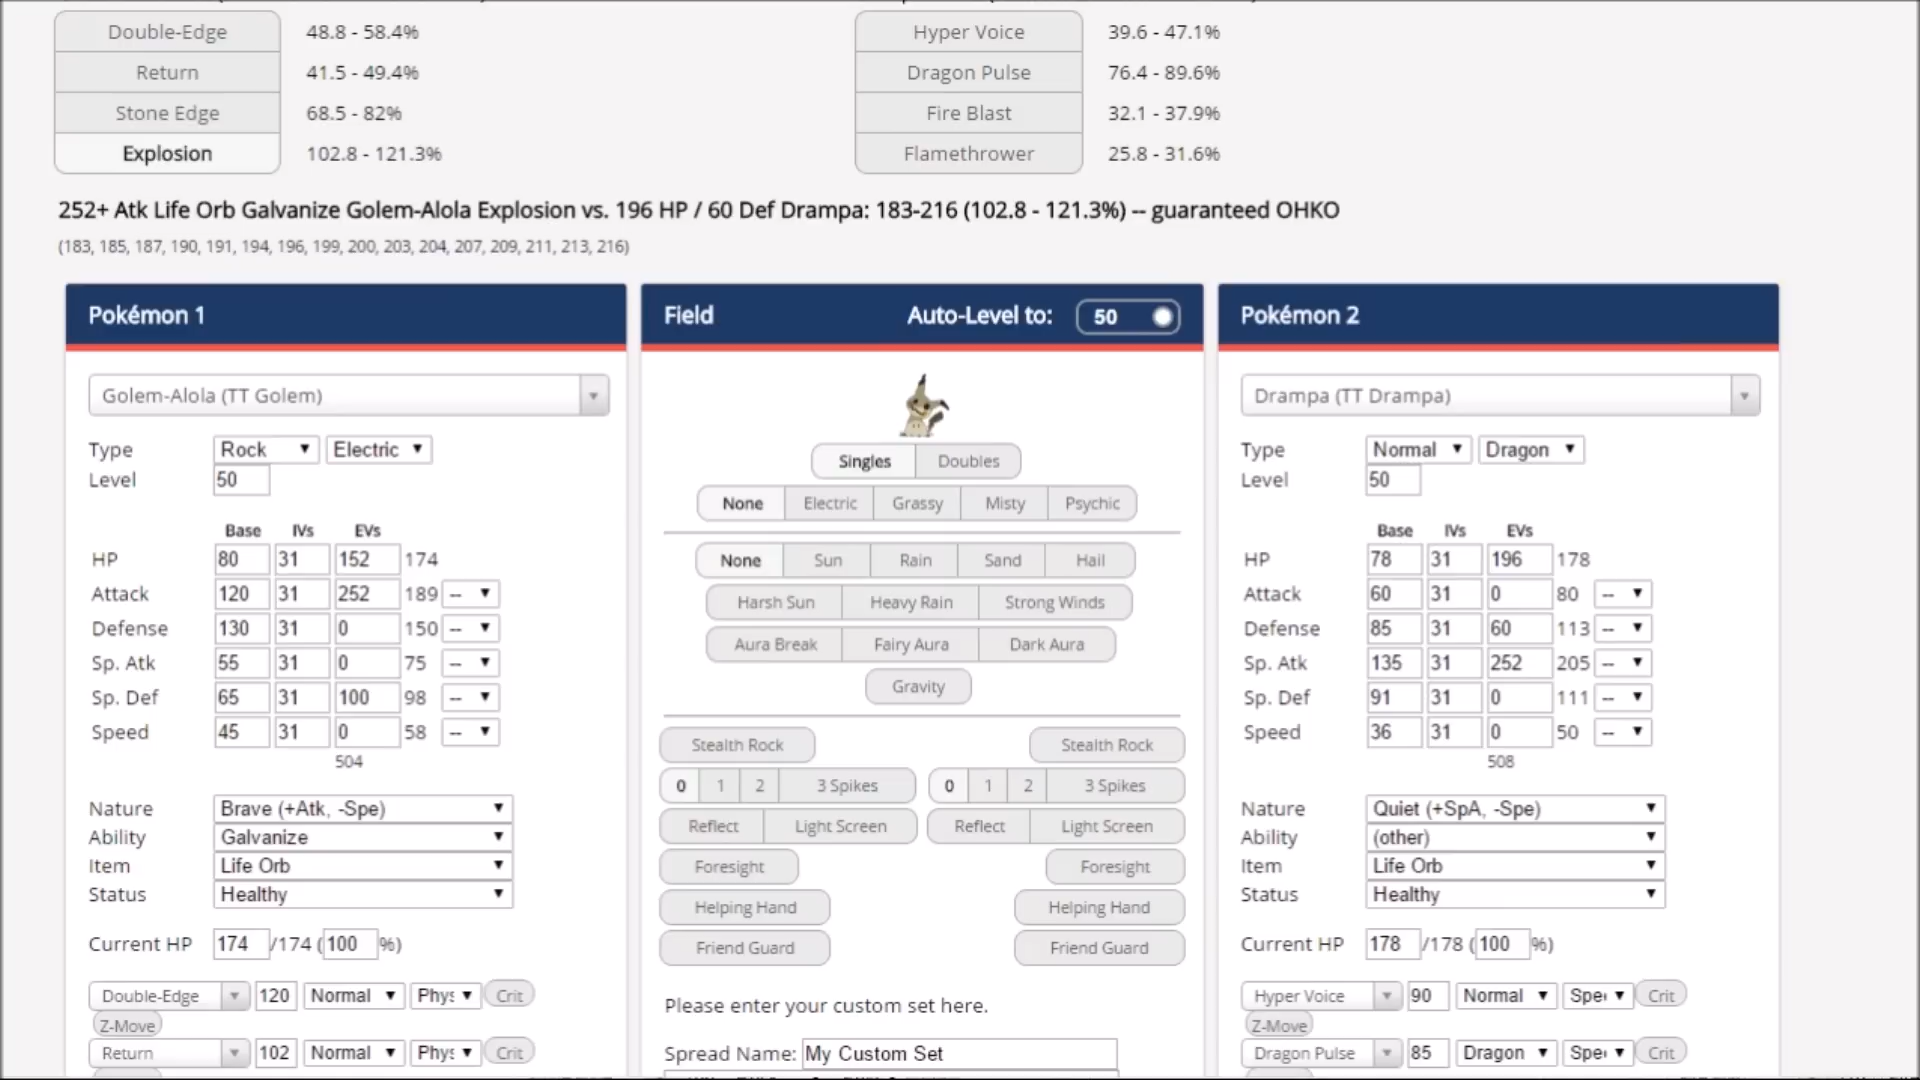 Double-Edge 48.8 - 58.4% Hyper Voice 39.6 - 47.1%
Return 41.5 - 49.4% Dragon Pulse 76.4 - 89.6%
Stone Edge 68.5 - 82% Fire Blast 32.1 - 37.9%
Explosion 102.8 - 121.3% Flamethrower 25.8 - 31.6%
252+ Atk Life Orb Galvanize Golem-Alola Explosion vs. 196 HP / 60 Def Drampa: 183-216 (102.8 - 121.3%) -- guaranteed OHKO
(183, 185, 187, 190, 191, 194, 196, 199, 200, 203, 204, 207, 209, 211, 213, 216)
Pokémon 1
Golem-Alola (TT Golem)
Type Rock Electric
Level 50
Base IVs EVs
HP 80 31 152 174
Attack 120 31 252 189 --
Defense 130 31 0 150 --
Sp. Atk 55 31 0 75 --
Sp. Def 65 31 100 98 --
Speed 45 31 0 58 --
504
Nature Brave (+Atk, -Spe)
Ability Galvanize
Item Life Orb
Status Healthy
Current HP 174 /174 ( 100 %)
Double-Edge 120 Normal Phys Crit
Z-Move
Return 102 Normal Phys Crit
Field Auto-Level to: 50
Singles Doubles
None Electric Grassy Misty Psychic
None Sun Rain Sand Hail
Harsh Sun Heavy Rain Strong Winds
Aura Break Fairy Aura Dark Aura
Gravity
Stealth Rock Stealth Rock
0 1 2 3 Spikes 0 1 2 3 Spikes
Reflect Light Screen Reflect Light Screen
Foresight Foresight
Helping Hand Helping Hand
Friend Guard Friend Guard
Please enter your custom set here.
Spread Name: My Custom Set
Pokémon 2
Drampa (TT Drampa)
Type Normal Dragon
Level 50
Base IVs EVs
HP 78 31 196 178
Attack 60 31 0 80 --
Defense 85 31 60 113 --
Sp. Atk 135 31 252 205 --
Sp. Def 91 31 0 111 --
Speed 36 31 0 50 --
508
Nature Quiet (+SpA, -Spe)
Ability (other)
Item Life Orb
Status Healthy
Current HP 178 /178 ( 100 %)
Hyper Voice 90 Normal Spe Crit
Z-Move
Dragon Pulse 85 Dragon Spe Crit